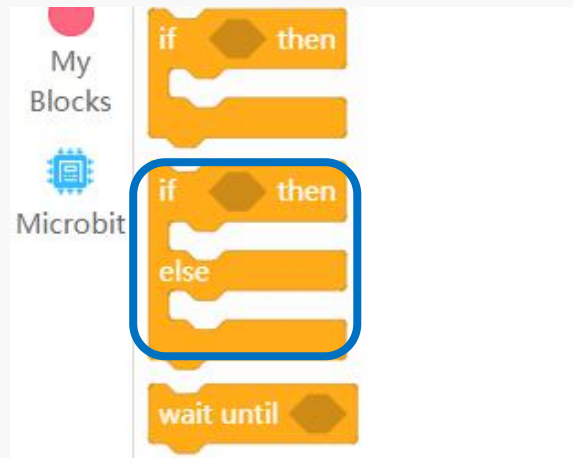 My
Blocks
Microbit
if then
if then
else
wait until